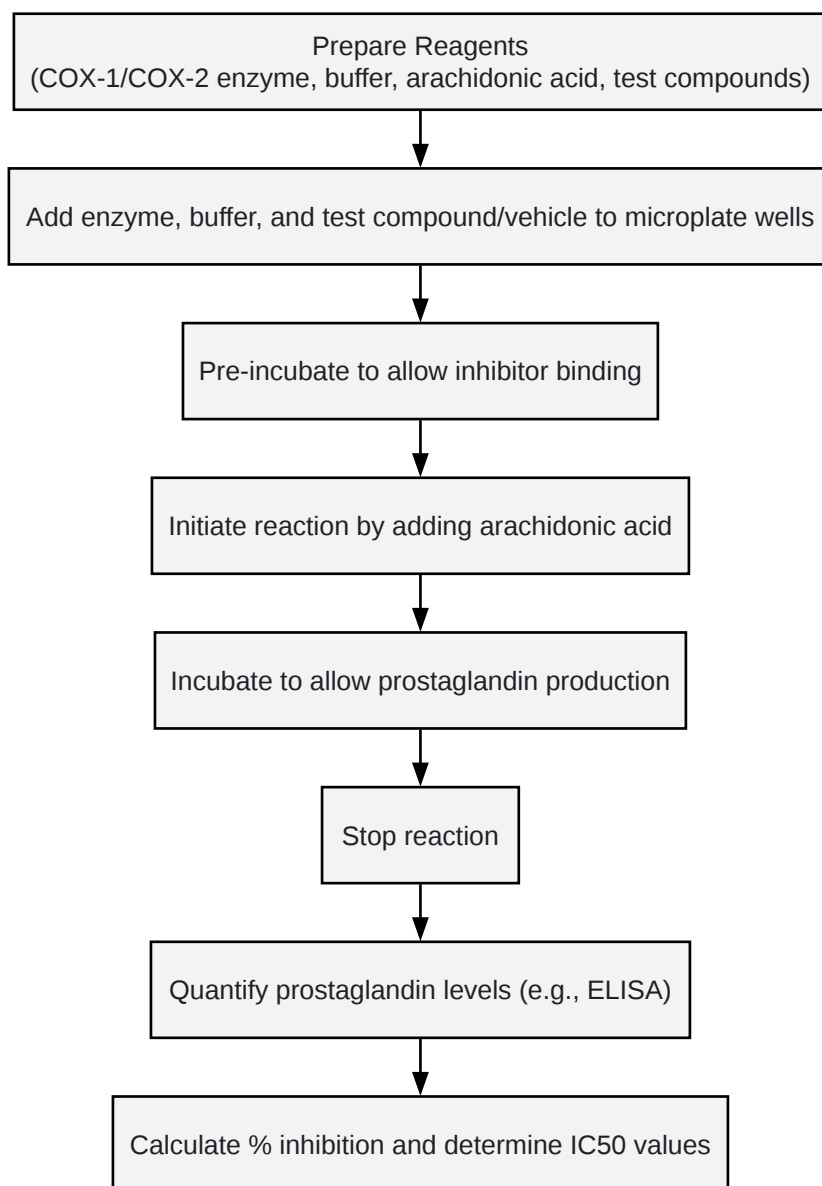 Prepare Reagents
(COX-1/COX-2 enzyme, buffer, arachidonic acid, test compounds)
Add enzyme, buffer, and test compound/vehicle to microplate wells
Pre-incubate to allow inhibitor binding
Initiate reaction by adding arachidonic acid
Incubate to allow prostaglandin production
Stop reaction
Quantify prostaglandin levels (e.g., ELISA)
Calculate % inhibition and determine IC50 values